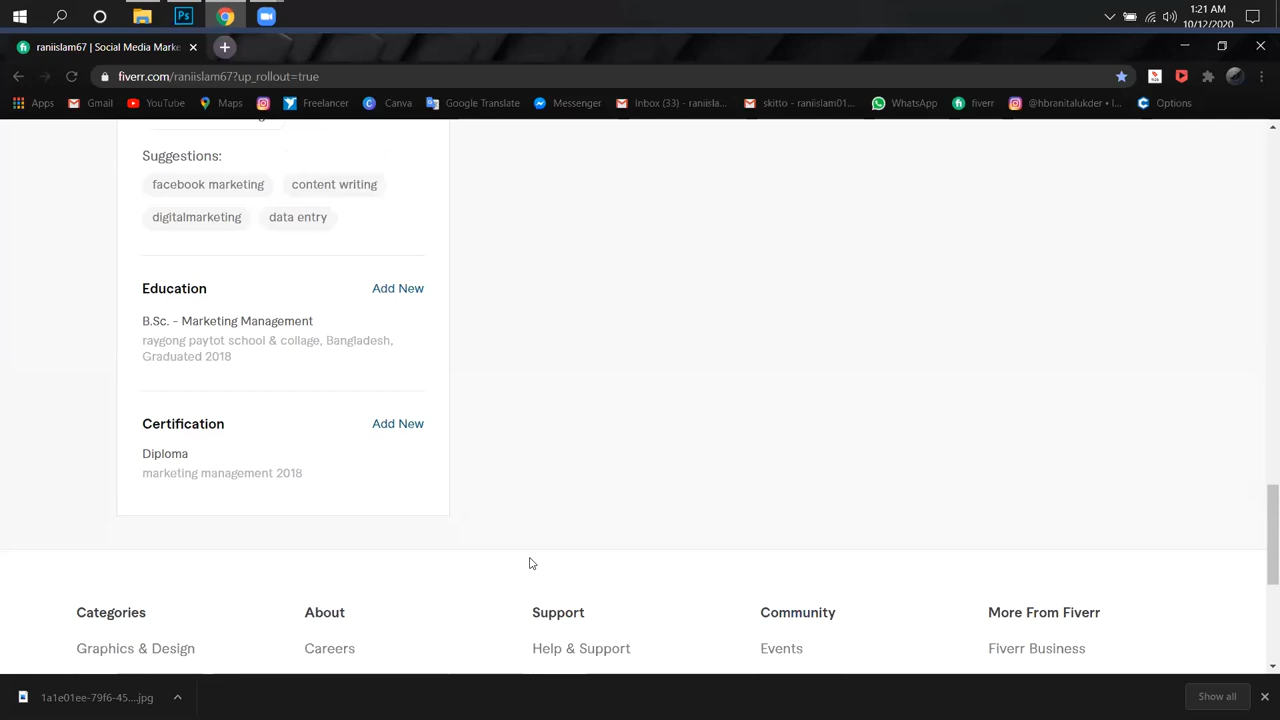 Ps
1:21 AM
10/12/2020
raniislam67 | Social Media Marke
fiverr.com/raniislam67?up_rollout=true
Apps Gmail YouTube Maps Freelancer Canva Google Translate Messenger Inbox (33) - raniisla... skitto - raniislam01... WhatsApp fiverr @hbranitalukder • I... Options
Suggestions:
facebook marketing content writing
digitalmarketing data entry
Education Add New
B.Sc. - Marketing Management
raygong paytot school & collage, Bangladesh,
Graduated 2018
Certification Add New
Diploma
marketing management 2018
Categories About Support Community More From Fiverr
Graphics & Design Careers Help & Support Events Fiverr Business
1a1e01ee-79f6-45....jpg Show all